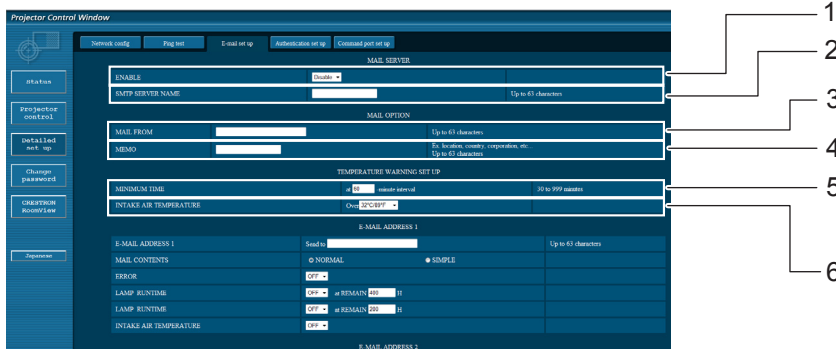 Projector Control Window
Network config Ping test E-mail set up Authentication set up Command port set up
MAIL SERVER
ENABLE Disable
SMTP SERVER NAME Up to 63 characters
MAIL OPTION
MAIL FROM Up to 63 characters
MEMO Ex. location, country, corporation, etc...
Up to 63 characters
TEMPERATURE WARNING SET UP
MINIMUM TIME at 60 minute interval 30 to 999 minutes
INTAKE AIR TEMPERATURE Over 32°C/89°F
E-MAIL ADDRESS 1
E-MAIL ADDRESS 1 Send to Up to 63 characters
MAIL CONTENTS NORMAL SIMPLE
ERROR OFF
LAMP RUNTIME OFF at REMAIN 400 H
LAMP RUNTIME OFF at REMAIN 200 H
INTAKE AIR TEMPERATURE OFF
E-MAIL ADDRESS 2
Status
Projector
control
Detailed
set up
Change
password
CRESTRON
RoomView
Japanese
1
2
3
4
5
6